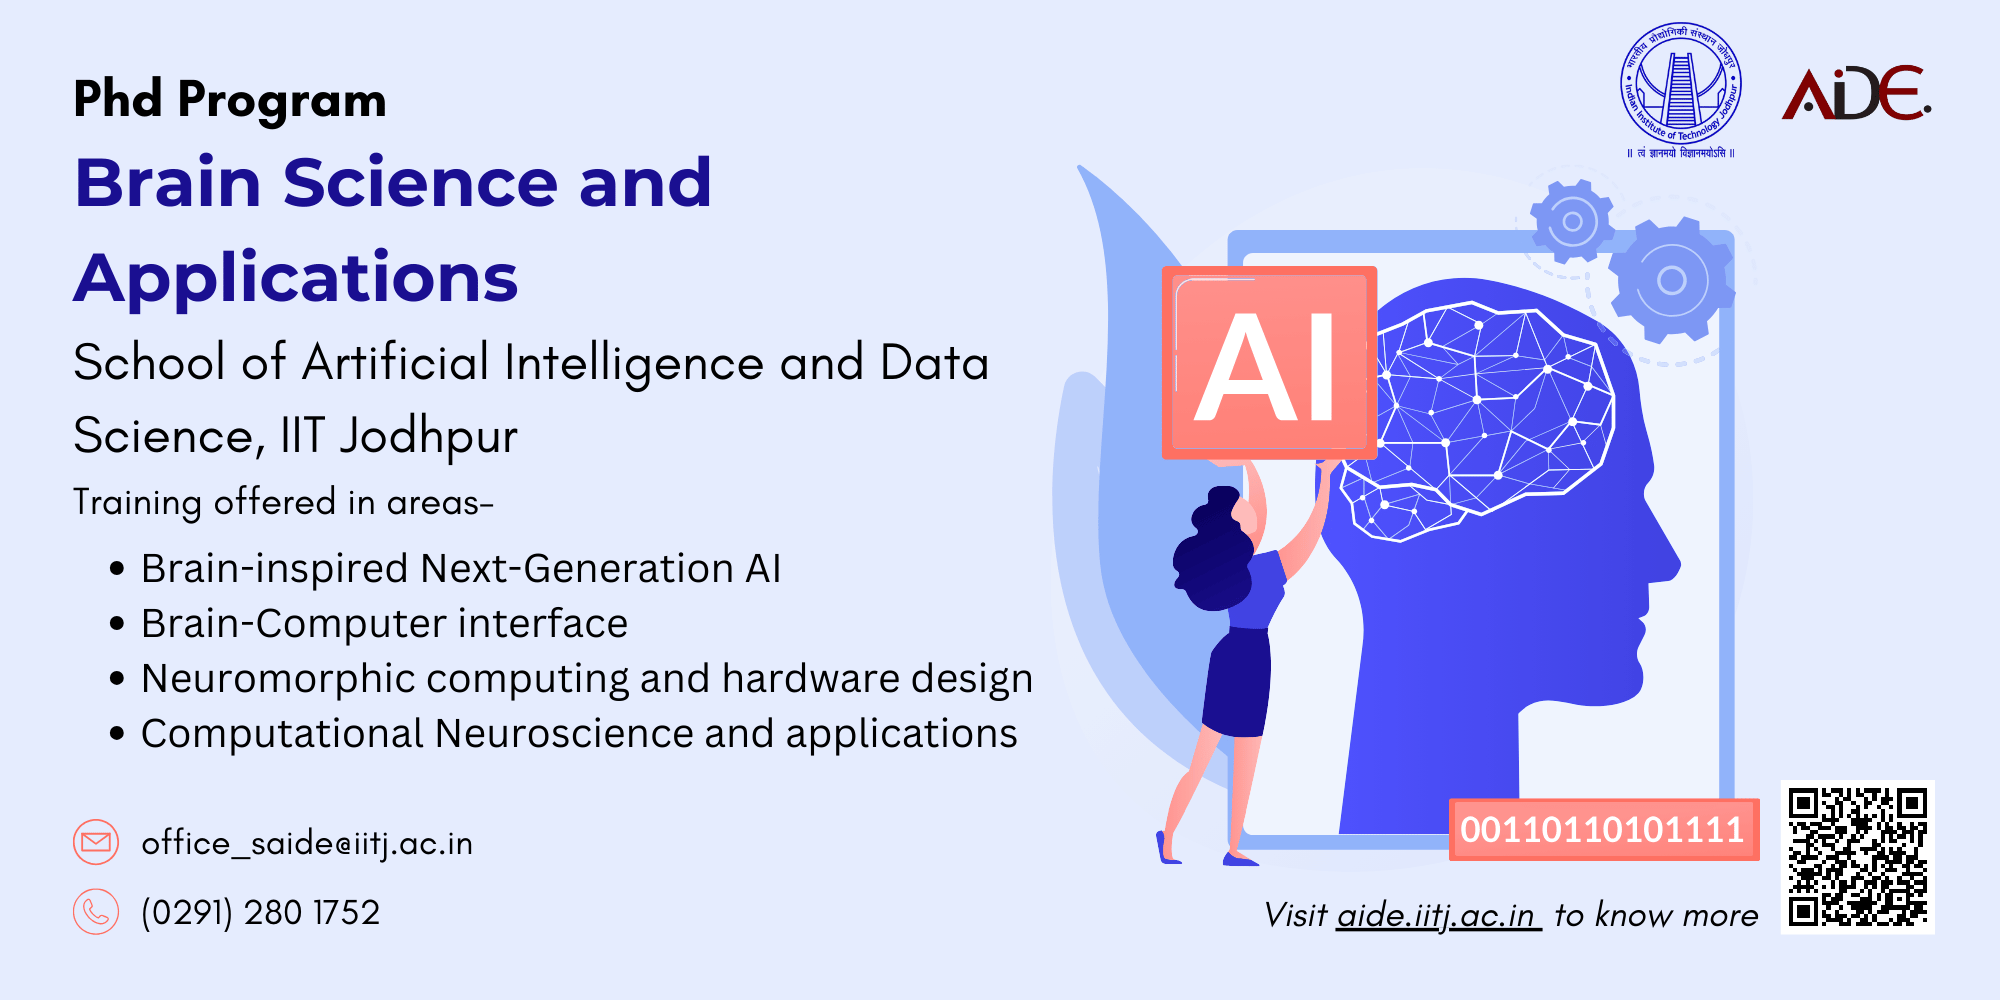 Phd Program
Brain Science and
Applications
School of Artificial Intelligence and Data
Science, IIT Jodhpur
Training offered in areas-
• Brain-inspired Next-Generation AI
• Brain-Computer interface
• Neuromorphic computing and hardware design
• Computational Neuroscience and applications
office_saide@iitj.ac.in
(0291) 280 1752
भारतीय प्रौद्योगिकी संस्थान जोधपुर
Indian Institute of Technology Jodhpur
॥ त्वं ज्ञानमयो विज्ञानमयोऽसि ॥
AiDE.
AI
00110110101111
Visit aide.iitj.ac.in to know more